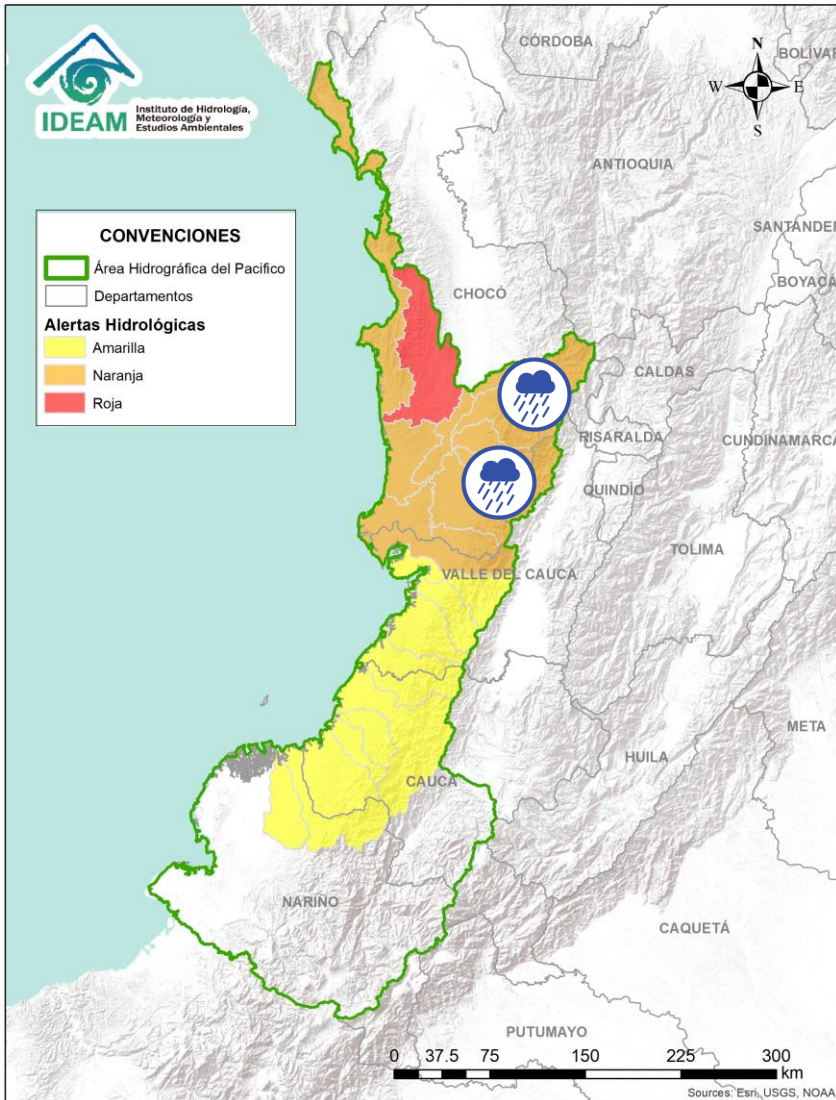 IDEAM
Instituto de Hidrología,
Meteorología y
Estudios Ambientales
CÓRDOBA
BOLÍVAR
N
W
E
S
ANTIOQUIA
SANTANDER
BOYACÁ
CONVENCIONES
Área Hidrográfica del Pacifico
Departamentos
Alertas Hidrológicas
Amarilla
Naranja
Roja
CHOCÓ
CALDAS
RISARALDA
CUNDINAMARCA
QUINDÍO
TOLIMA
VALLE DEL CAUCA
META
HUILA
CAUCA
NARIÑO
CAQUETÁ
PUTUMAYO
0 37.5 75 150 225 300
km
Sources: Esri, USGS, NOAA